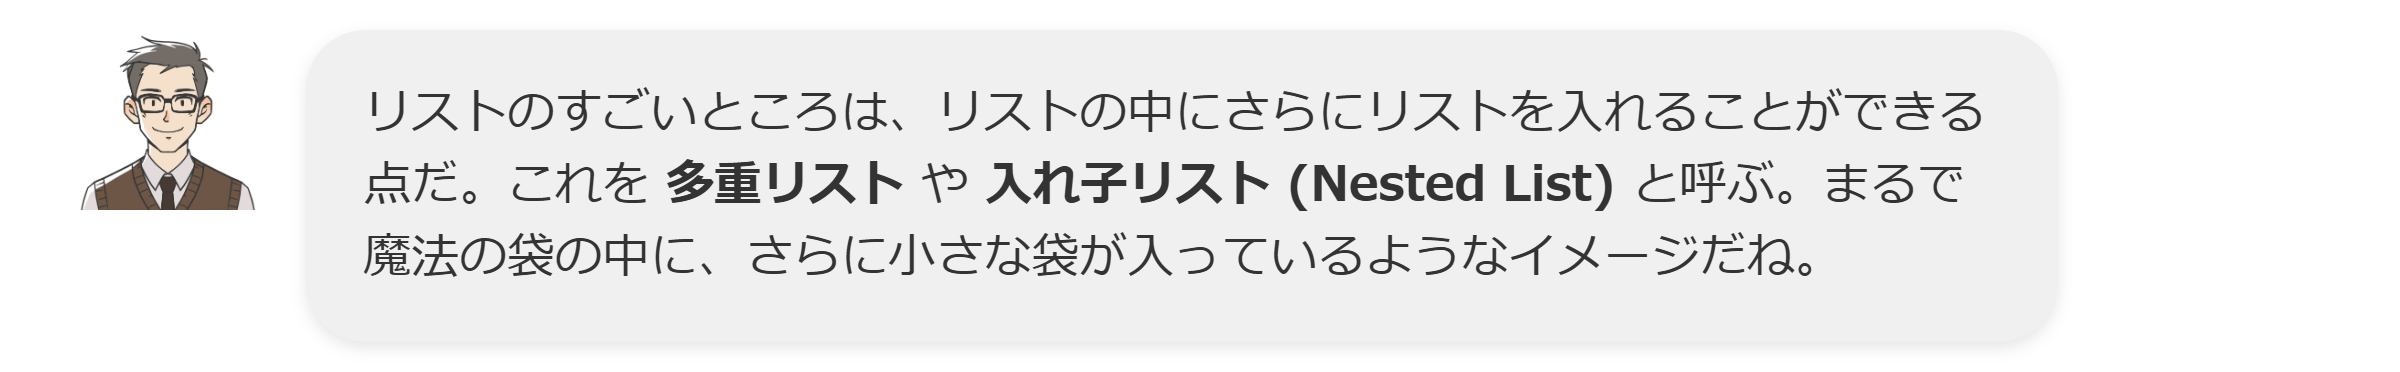 リストのすごいところは、リストの中にさらにリストを入れることができる
点だ。これを 多重リスト や 入れ子リスト (Nested List) と呼ぶ。まるで
魔法の袋の中に、さらに小さな袋が入っているようなイメージだね。